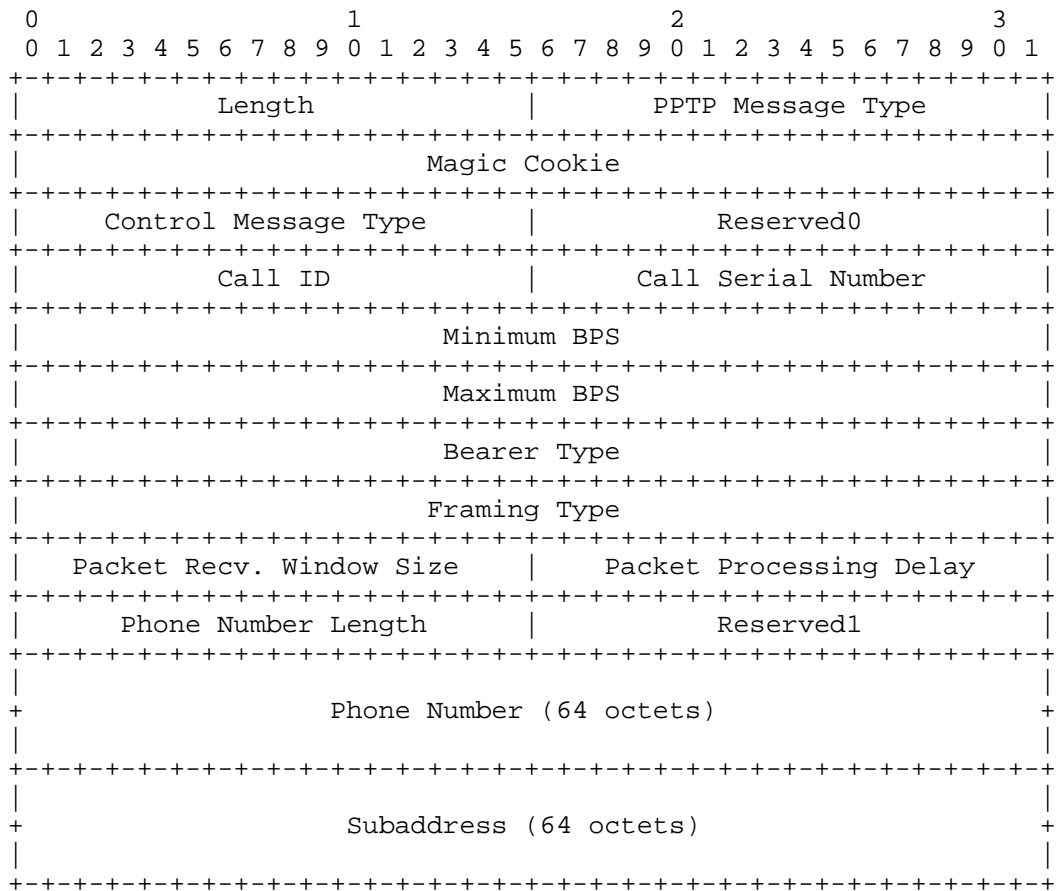 0                   1                   2                   3
 0 1 2 3 4 5 6 7 8 9 0 1 2 3 4 5 6 7 8 9 0 1 2 3 4 5 6 7 8 9 0 1
+-+-+-+-+-+-+-+-+-+-+-+-+-+-+-+-+-+-+-+-+-+-+-+-+-+-+-+-+-+-+-+-+
|            Length             |       PPTP Message Type       |
+-+-+-+-+-+-+-+-+-+-+-+-+-+-+-+-+-+-+-+-+-+-+-+-+-+-+-+-+-+-+-+-+
|                         Magic Cookie                          |
+-+-+-+-+-+-+-+-+-+-+-+-+-+-+-+-+-+-+-+-+-+-+-+-+-+-+-+-+-+-+-+-+
|     Control Message Type      |           Reserved0           |
+-+-+-+-+-+-+-+-+-+-+-+-+-+-+-+-+-+-+-+-+-+-+-+-+-+-+-+-+-+-+-+-+
|            Call ID            |      Call Serial Number       |
+-+-+-+-+-+-+-+-+-+-+-+-+-+-+-+-+-+-+-+-+-+-+-+-+-+-+-+-+-+-+-+-+
|                          Minimum BPS                          |
+-+-+-+-+-+-+-+-+-+-+-+-+-+-+-+-+-+-+-+-+-+-+-+-+-+-+-+-+-+-+-+-+
|                          Maximum BPS                          |
+-+-+-+-+-+-+-+-+-+-+-+-+-+-+-+-+-+-+-+-+-+-+-+-+-+-+-+-+-+-+-+-+
|                          Bearer Type                          |
+-+-+-+-+-+-+-+-+-+-+-+-+-+-+-+-+-+-+-+-+-+-+-+-+-+-+-+-+-+-+-+-+
|                         Framing Type                          |
+-+-+-+-+-+-+-+-+-+-+-+-+-+-+-+-+-+-+-+-+-+-+-+-+-+-+-+-+-+-+-+-+
|   Packet Recv. Window Size    |    Packet Processing Delay    |
+-+-+-+-+-+-+-+-+-+-+-+-+-+-+-+-+-+-+-+-+-+-+-+-+-+-+-+-+-+-+-+-+
|      Phone Number Length      |           Reserved1           |
+-+-+-+-+-+-+-+-+-+-+-+-+-+-+-+-+-+-+-+-+-+-+-+-+-+-+-+-+-+-+-+-+
|                                                               |
+                   Phone Number (64 octets)                    +
|                                                               |
+-+-+-+-+-+-+-+-+-+-+-+-+-+-+-+-+-+-+-+-+-+-+-+-+-+-+-+-+-+-+-+-+
|                                                               |
+                    Subaddress (64 octets)                     +
|                                                               |
+-+-+-+-+-+-+-+-+-+-+-+-+-+-+-+-+-+-+-+-+-+-+-+-+-+-+-+-+-+-+-+-+